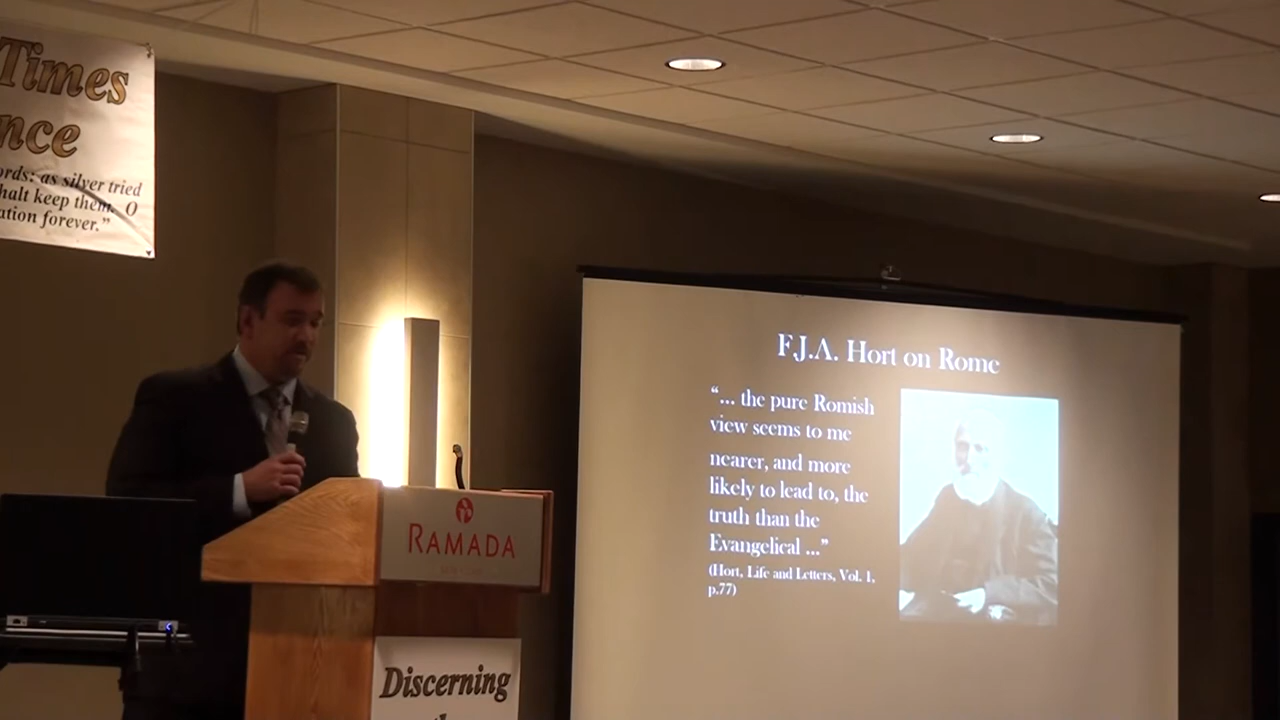 Times
nce
ords: as silver tried
halt keep them, O
ation forever."
F.J.A. Hort on Rome
"... the pure Romish
view seems to me
nearer, and more
likely to lead to, the
truth than the
Evangelical ..."
(Hort, Life and Letters, Vol. 1,
p.77)
RAMADA
Discerning